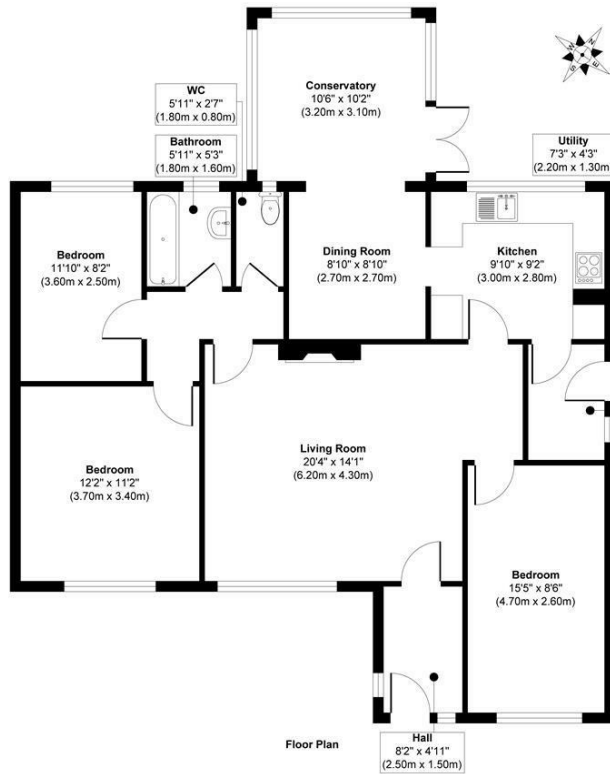 Conservatory
10'6" x 10'2"
(3.20m x 3.10m)
N
E
S
W
WC
5'11" x 2'7"
(1.80m x 0.80m)
Bathroom
5'11" x 5'3"
(1.80m x 1.60m)
Utility
7'3" x 4'3"
(2.20m x 1.30m)
Bedroom
11'10" x 8'2"
(3.60m x 2.50m)
Dining Room
8'10" x 8'10"
(2.70m x 2.70m)
Kitchen
9'10" x 9'2"
(3.00m x 2.80m)
Living Room
20'4" x 14'1"
(6.20m x 4.30m)
Bedroom
12'2" x 11'2"
(3.70m x 3.40m)
Bedroom
15'5" x 8'6"
(4.70m x 2.60m)
Floor Plan
Hall
8'2" x 4'11"
(2.50m x 1.50m)